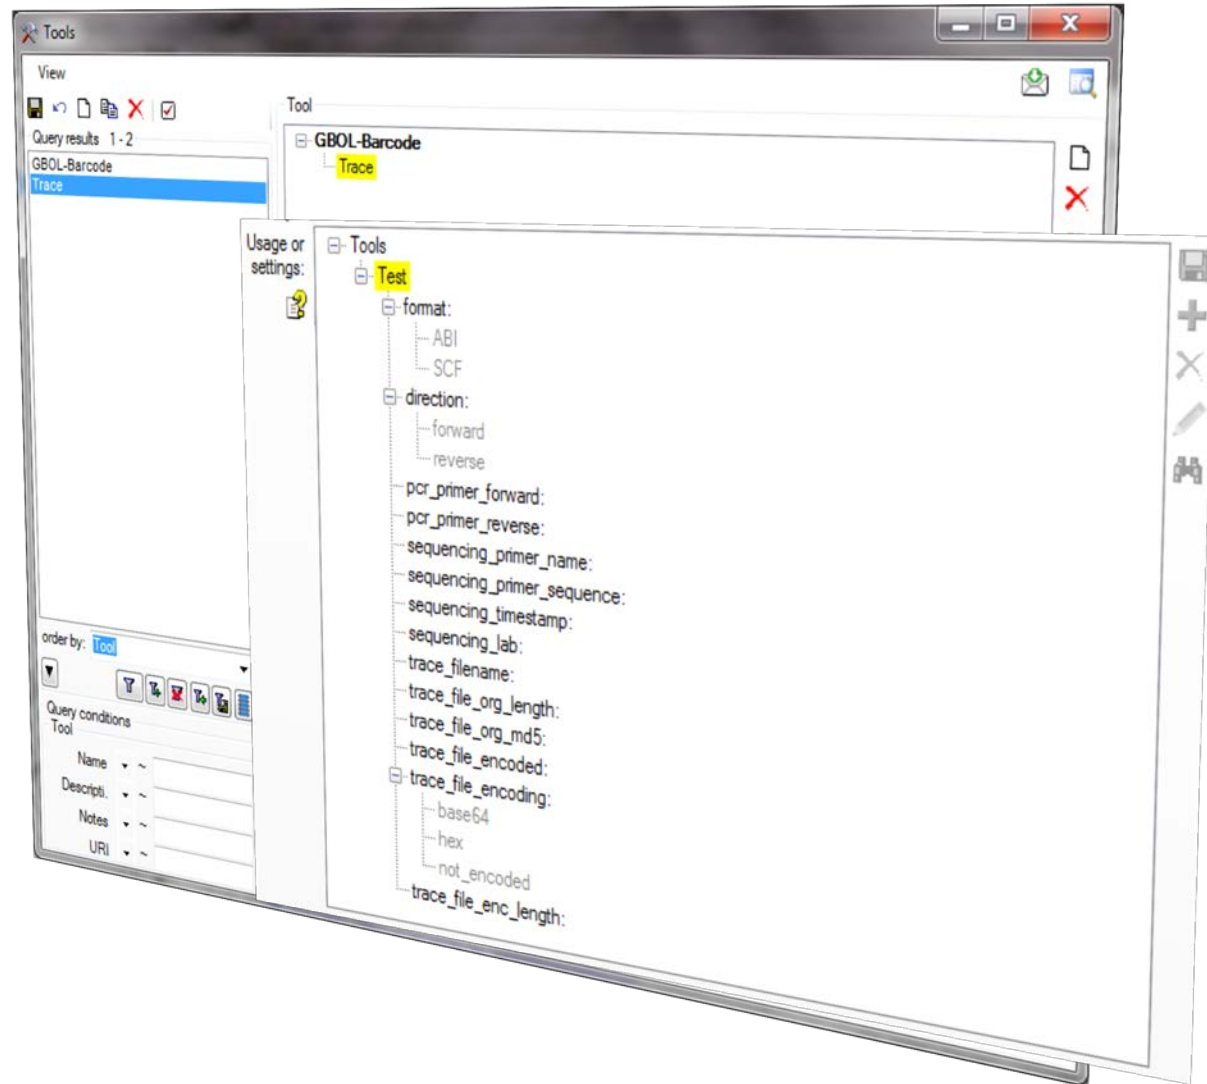 Tools
View
Tool
Query results 1 - 2
GBOL-Barcode
Trace
GBOL-Barcode
Trace
order by: Tool
Query conditions
Tool
Name ~
Descripti. ~
Notes ~
URI ~
Usage or
settings:
Tools
Test
format:
ABI
SCF
direction:
forward
reverse
pcr_primer_forward:
pcr_primer_reverse:
sequencing_primer_name:
sequencing_primer_sequence:
sequencing_timestamp:
sequencing_lab:
trace_filename:
trace_file_org_length:
trace_file_org_md5:
trace_file_encoded:
trace_file_encoding:
base64
hex
not_encoded
trace_file_enc_length: